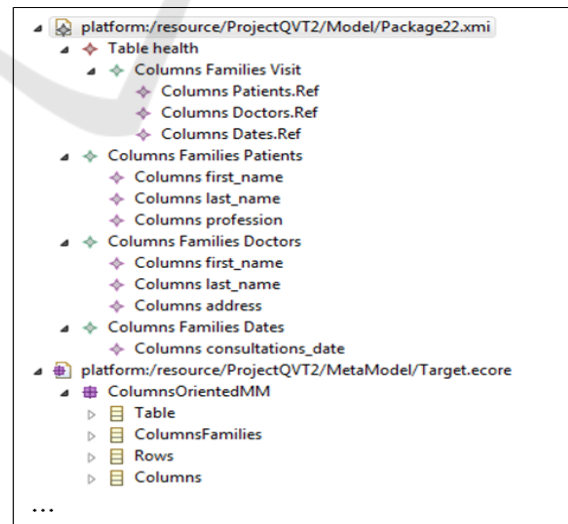 platform:/resource/ProjectQVT2/Model/Package22.xmi
Table health
Columns Families Visit
Columns Patients.Ref
Columns Doctors.Ref
Columns Dates.Ref
Columns Families Patients
Columns first_name
Columns last_name
Columns profession
Columns Families Doctors
Columns first_name
Columns last_name
Columns address
Columns Families Dates
Columns consultations_date
platform:/resource/ProjectQVT2/MetaModel/Target.ecore
ColumnsOrientedMM
Table
ColumnsFamilies
Rows
Columns
...